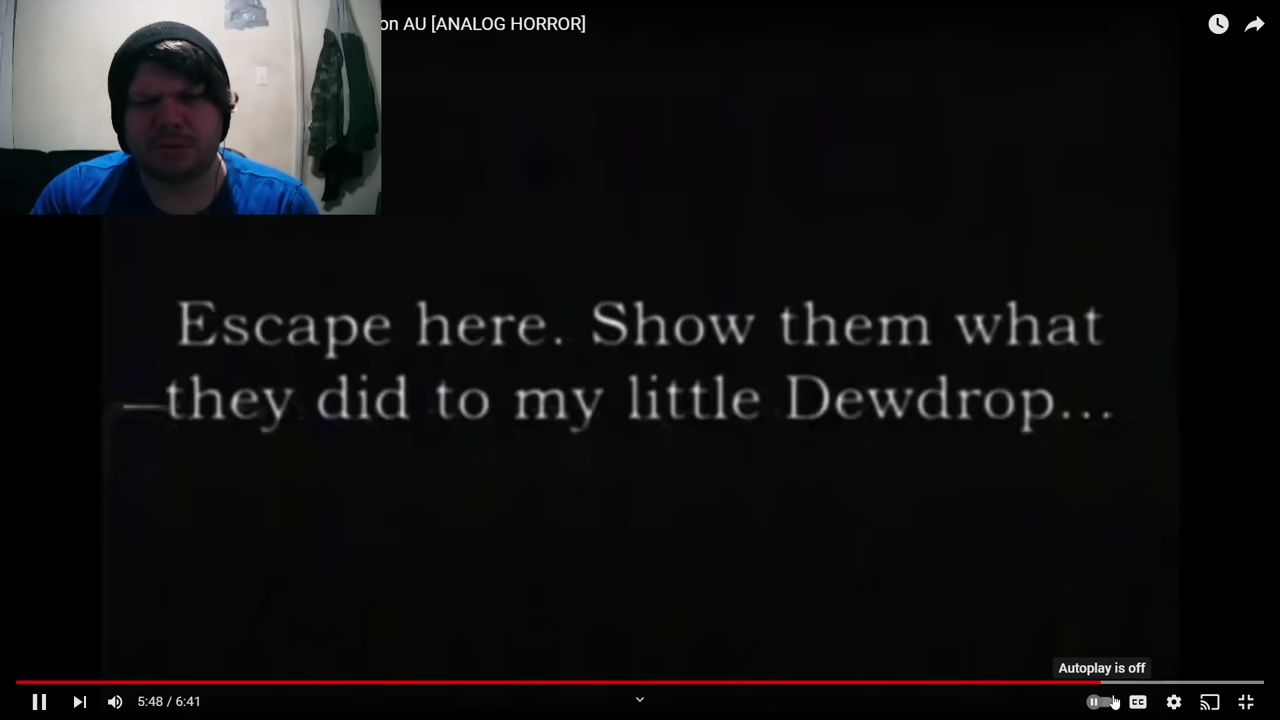 on AU [ANALOG HORROR]
Escape here. Show them what
—they did to my little Dewdrop...
Autoplay is off
5:48 / 6:41
CC